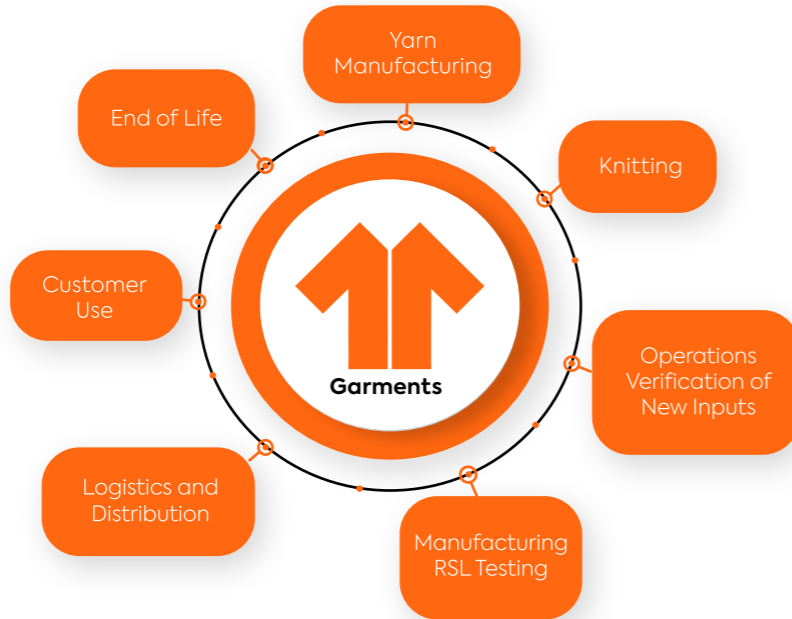 Yarn
Manufacturing
Knitting
Operations
Verification of
New Inputs
Manufacturing
RSL Testing
Logistics and
Distribution
Customer
Use
End of Life
Garments